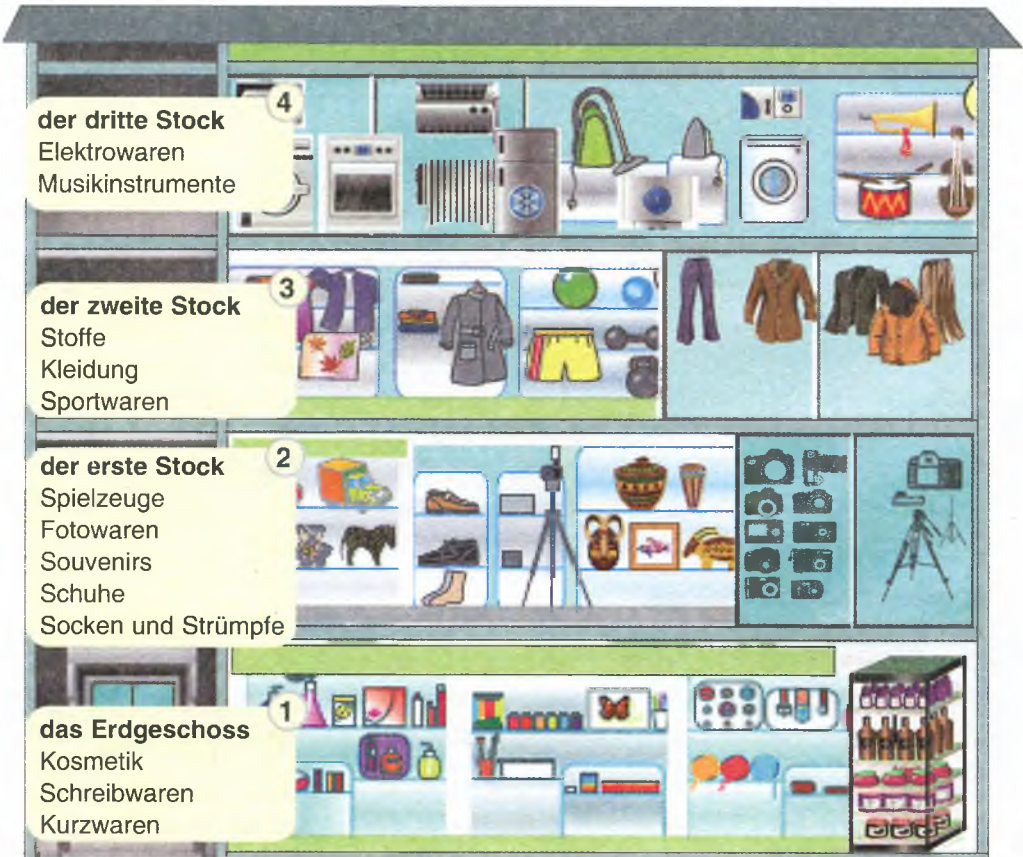 4
der dritte Stock
Elektrowaren
Musikinstrumente
3
der zweite Stock
Stoffe
Kleidung
Sportwaren
2
der erste Stock
Spielzeuge
Fotowaren
Souvenirs
Schuhe
Socken und Strümpfe
1
das Erdgeschoss
Kosmetik
Schreibwaren
Kurzwaren